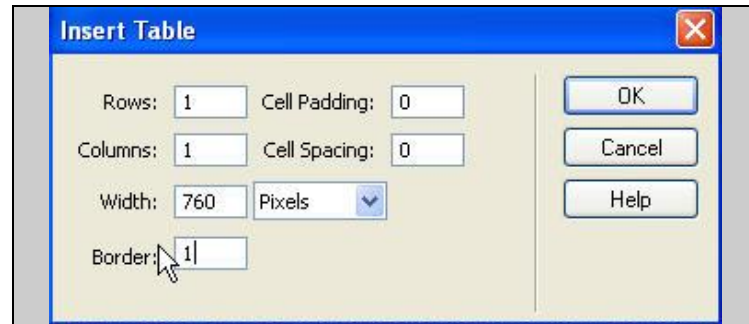 Insert Table
Rows: 1 Cell Padding: 0 OK
Columns: 1 Cell Spacing: 0 Cancel
Width: 760 Pixels Help
Border: 1